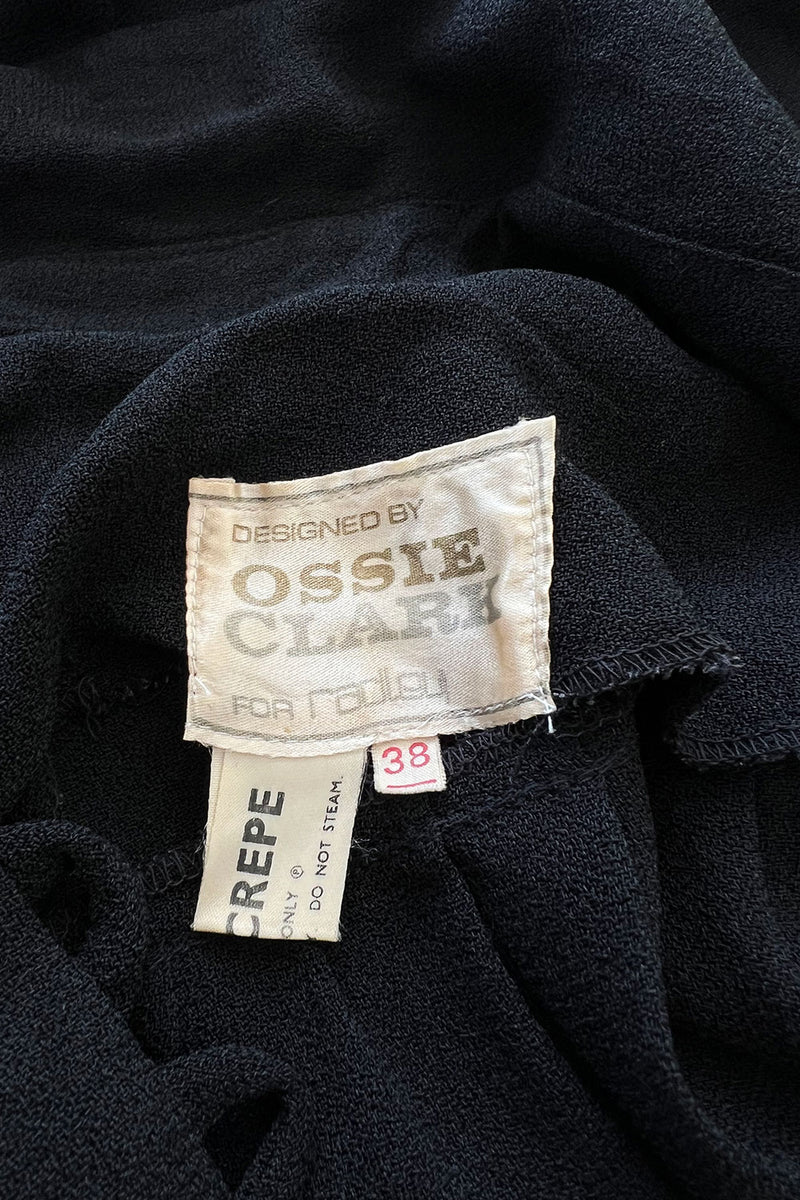 DESIGNED BY
OSSIE
CLARK
FOR radley
38
CREPE
ONLY Ⓟ
DO NOT STEAM.